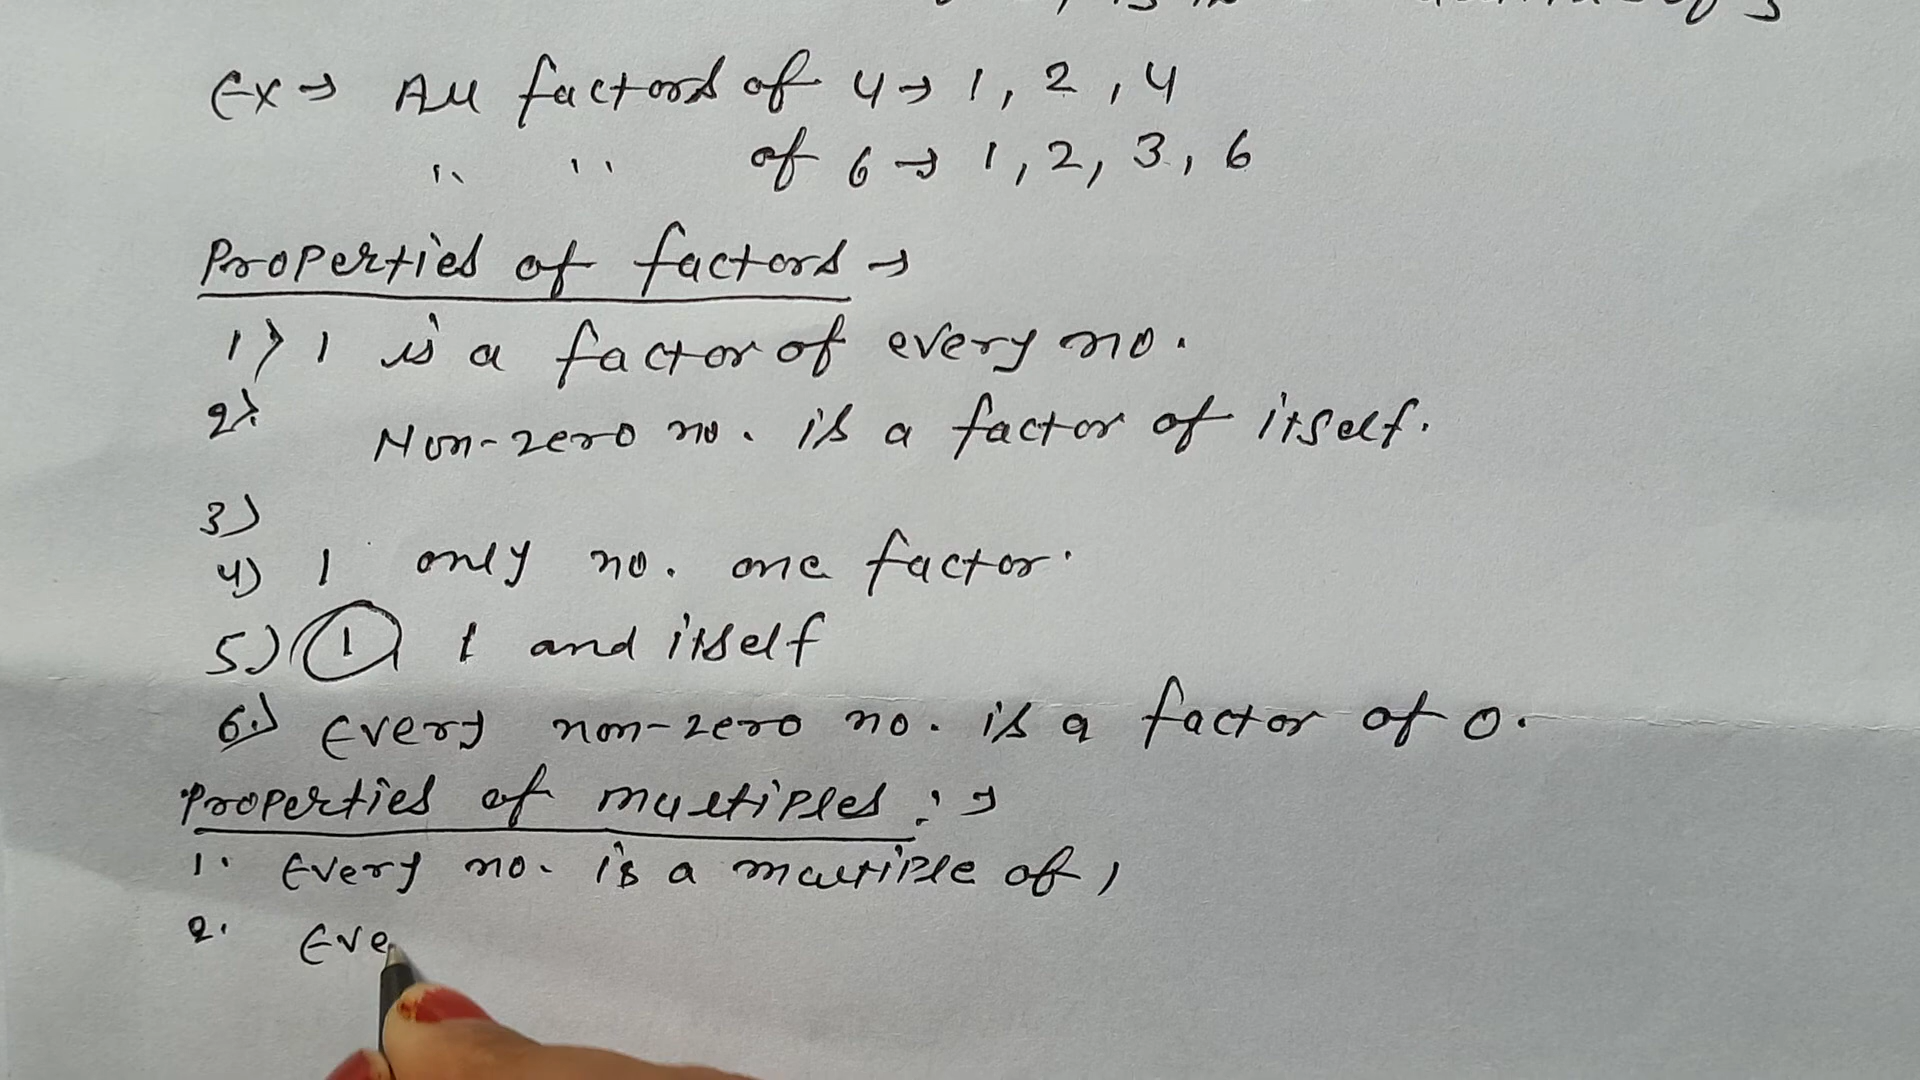 Ex → All factors of 4 → 1, 2, 4
" " of 6 → 1, 2, 3, 6
Properties of factors →
1) 1 is a factor of every no.
2) Non-zero no. is a factor of itself.
3)
4) 1 only no. one factor.
5) 1 1 and itself
6.) Every non-zero no. is a factor of 0.
Properties of multiples : →
1. Every no. is a multiple of 1
2. Eve